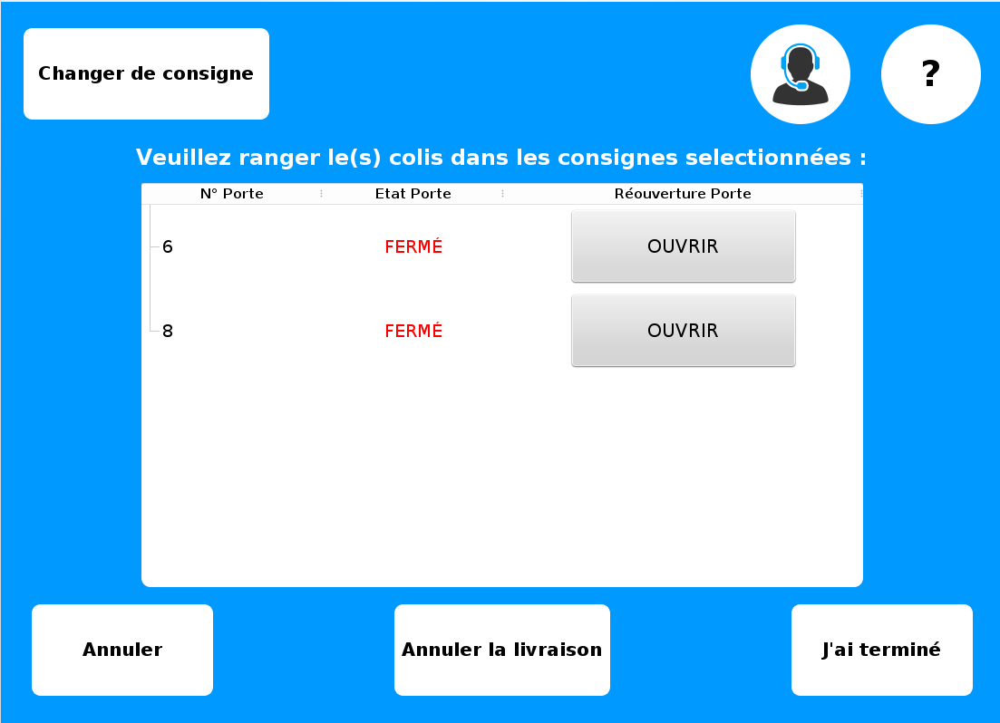 Changer de consigne
?
Veuillez ranger le(s) colis dans les consignes selectionnées :
N° Porte Etat Porte Réouverture Porte
6 FERMÉ OUVRIR
8 FERMÉ OUVRIR
Annuler Annuler la livraison J'ai terminé